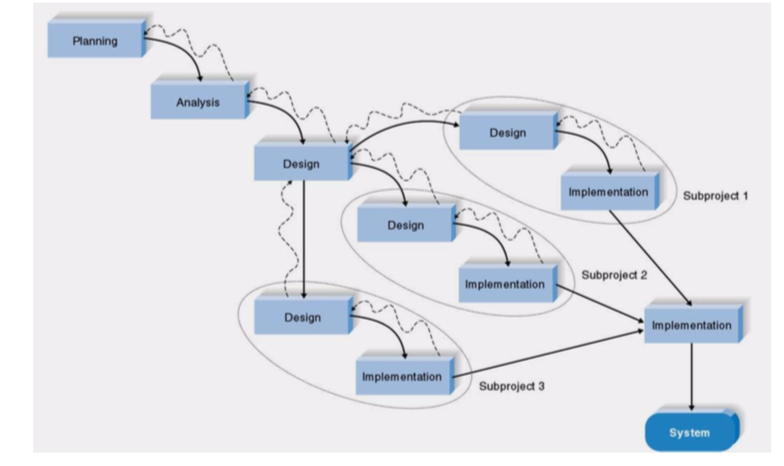 Planning
Analysis
Design
Design
Implementation
Subproject 1
Design
Implementation
Subproject 2
Design
Implementation
Subproject 3
Implementation
System